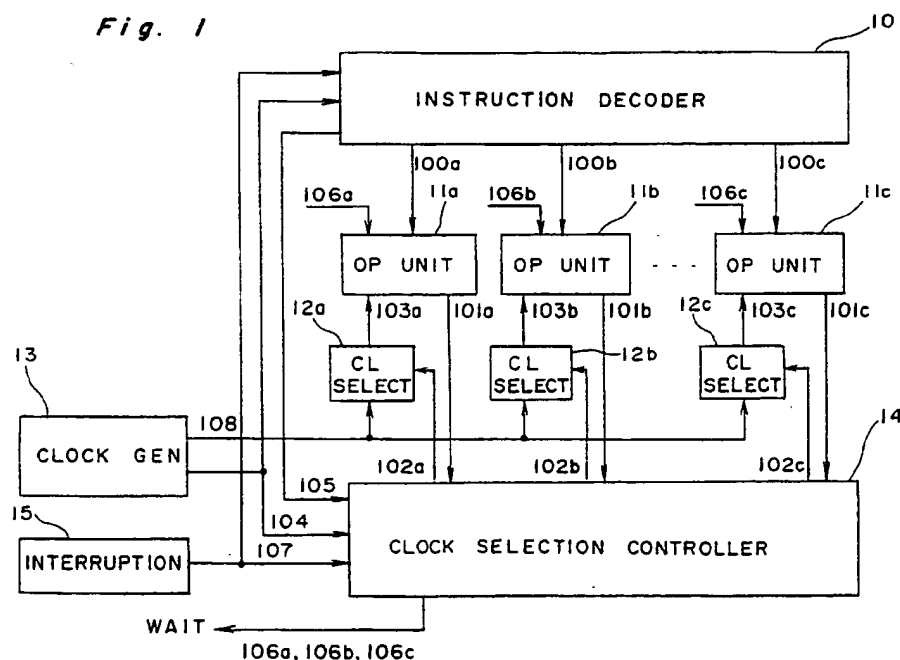 Fig. 1
10
INSTRUCTION DECODER
100a 100b 100c
106a 11a 106b 11b 106c 11c
OP UNIT OP UNIT - - - - OP UNIT
12a 103a 101a 103b 101b 12c 103c 101c
CL SELECT CL SELECT 12b CL SELECT
13
108
CLOCK GEN
14
102a 102b 102c
105
15
104
INTERRUPTION
107
CLOCK SELECTION CONTROLLER
WAIT
106a, 106b, 106c